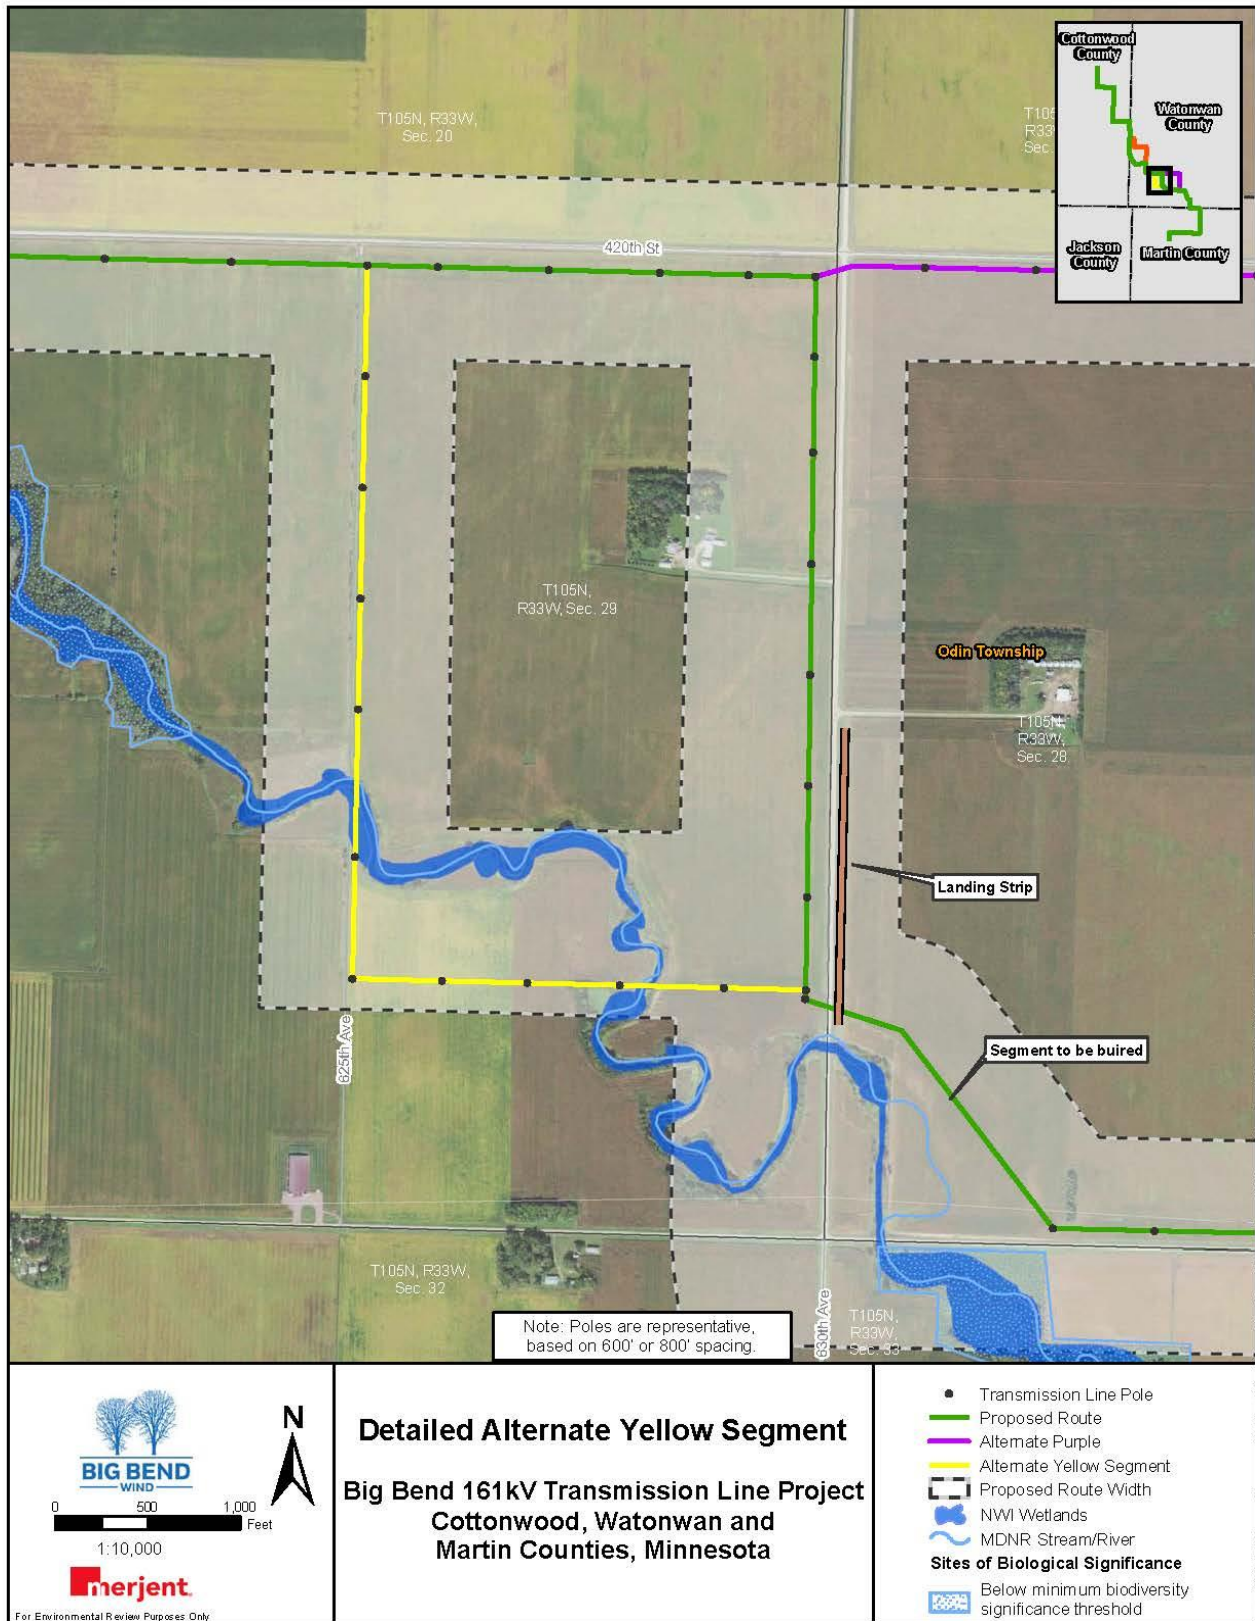 Cottonwood
County
Watonwan
County
Jackson
County
Martin County
T105N, R33W,
Sec. 20
T105
R33
Sec.
420th St
T105N,
R33W, Sec. 29
Odin Township
T105N,
R33W,
Sec. 28
Landing Strip
Segment to be buired
625th Ave
T105N, R33W,
Sec. 32
630th Ave
T105N,
R33W,
Sec. 33
Note: Poles are representative,
based on 600' or 800' spacing.
BIG BEND
WIND
N
0 500 1,000
Feet
1:10,000
merjent.
For Environmental Review Purposes Only
Detailed Alternate Yellow Segment
Big Bend 161kV Transmission Line Project
Cottonwood, Watonwan and
Martin Counties, Minnesota
Transmission Line Pole
Proposed Route
Alternate Purple
Alternate Yellow Segment
Proposed Route Width
NWI Wetlands
MDNR Stream/River
Sites of Biological Significance
Below minimum biodiversity
significance threshold